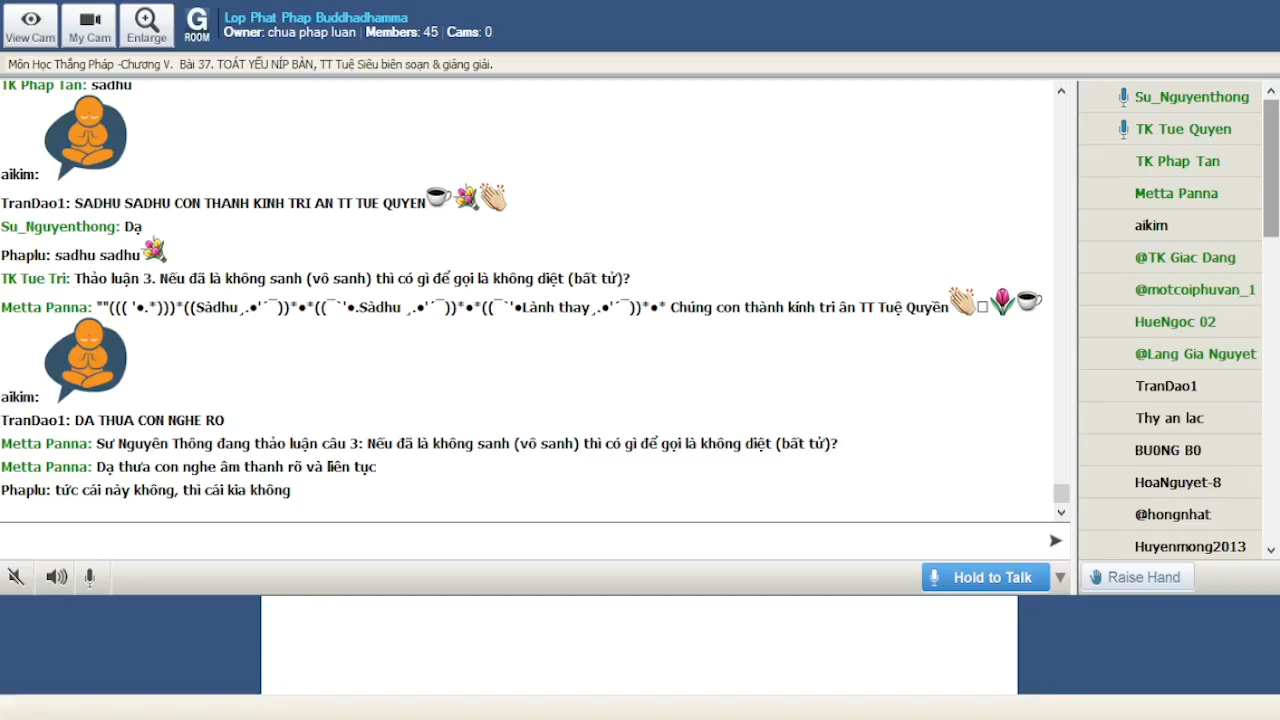 View Cam
My Cam
Enlarge
G
ROOM
Lop Phat Phap Buddhadhamma
Owner: chua phap luan | Members: 45 | Cams: 0
Môn Học Thắng Pháp -Chương V.  Bài 37. TOÁT YẾU NÍP BÀN, TT Tuệ Siêu biên soạn & giảng giải.
TK Phap Tan: sadhu
aikim:
TranDao1: SADHU SADHU CON THANH KINH TRI AN TT TUE QUYEN
Su_Nguyenthong: Dạ
Phaplu: sadhu sadhu
TK Tue Tri: Thảo luận 3. Nếu đã là không sanh (vô sanh) thì có gì để gọi là không diệt (bất tử)?
Metta Panna: ""((( '•.*)))*((Sàdhu¸.•'´¯))*•*((¯`'•.Sàdhu ¸.•'´¯))*•*((¯`'•Lành thay¸.•'´¯))*•* Chúng con thành kính tri ân TT Tuệ Quyền
aikim:
TranDao1: DA THUA CON NGHE RO
Metta Panna: Sư Nguyên Thông đang thảo luận câu 3: Nếu đã là không sanh (vô sanh) thì có gì để gọi là không diệt (bất tử)?
Metta Panna: Dạ thưa con nghe âm thanh rõ và liên tục
Phaplu: tức cái này không, thì cái kia không
Hold to Talk
Su_Nguyenthong
TK Tue Quyen
TK Phap Tan
Metta Panna
aikim
@TK Giac Dang
@motcoiphuvan_1
HueNgoc 02
@Lang Gia Nguyet
TranDao1
Thy an lac
BU0NG B0
HoaNguyet-8
@hongnhat
Huyenmong2013
Raise Hand